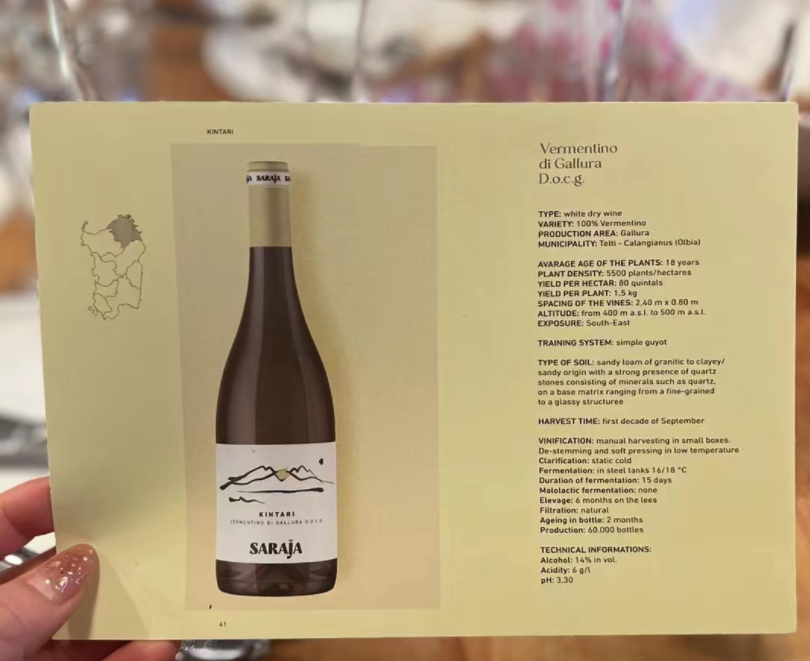 KINTARI
SARAJA
KINTARI
VERMENTINO DI GALLURA D.O.C.G.
SARAJA
41
Vermentino
di Gallura
D.o.c.g.
TYPE: white dry wine
VARIETY: 100% Vermentino
PRODUCTION AREA: Gallura
MUNICIPALITY: Telti - Calangianus (Olbia)
AVARAGE AGE OF THE PLANTS: 18 years
PLANT DENSITY: 5500 plants/hectares
YIELD PER HECTAR: 80 quintals
YIELD PER PLANT: 1,5 kg
SPACING OF THE VINES: 2,40 m x 0.80 m
ALTITUDE: from 400 m a.s.l. to 500 m a.s.l.
EXPOSURE: South-East
TRAINING SYSTEM: simple guyot
TYPE OF SOIL: sandy loam of granitic to clayey/
sandy origin with a strong presence of quartz
stones consisting of minerals such as quartz,
on a base matrix ranging from a fine-grained
to a glassy structuree
HARVEST TIME: first decade of September
VINIFICATION: manual harvesting in small boxes.
De-stemming and soft pressing in low temperature
Clarification: static cold
Fermentation: in steel tanks 16/18 °C
Duration of fermentation: 15 days
Malolactic fermentation: none
Elevage: 6 months on the lees
Filtration: natural
Ageing in bottle: 2 months
Production: 60.000 bottles
TECHNICAL INFORMATIONS:
Alcohol: 14% in vol.
Acidity: 6 g/l
pH: 3,30